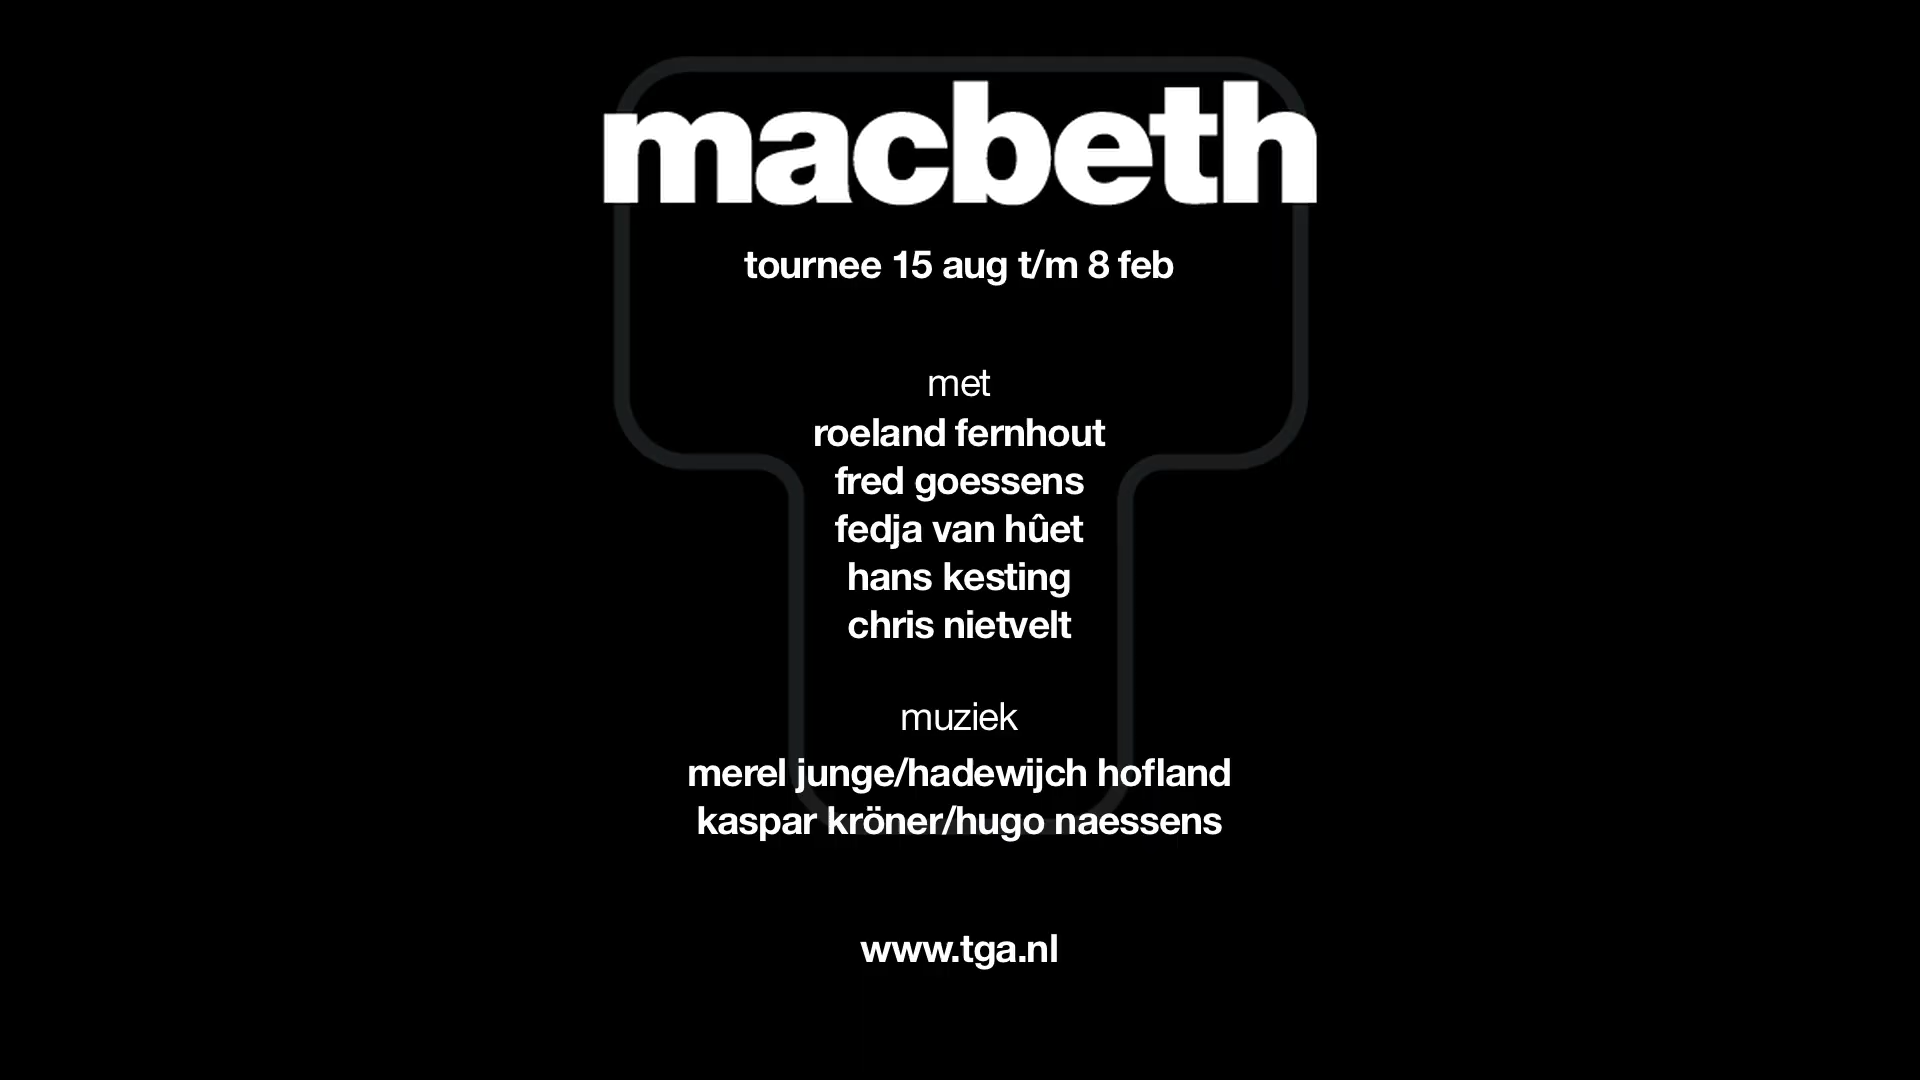 macbeth
tournee 15 aug t/m 8 feb
met
roeland fernhout
fred goessens
fedja van hûet
hans kesting
chris nietvelt
muziek
merel junge/hadewijch hofland
kaspar kröner/hugo naessens
www.tga.nl